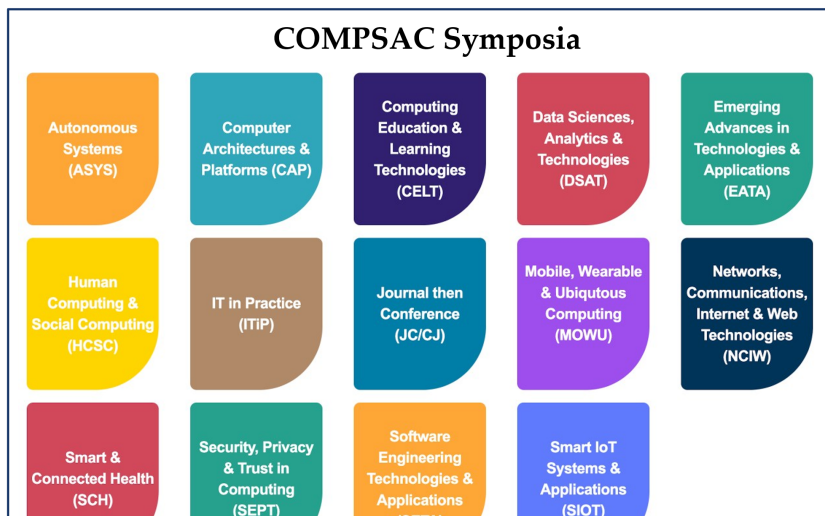 COMPSAC Symposia
Autonomous
Systems
(ASYS)
Computer
Architectures &
Platforms (CAP)
Computing
Education &
Learning
Technologies
(CELT)
Data Sciences,
Analytics &
Technologies
(DSAT)
Emerging
Advances in
Technologies &
Applications
(EATA)
Human
Computing &
Social Computing
(HCSC)
IT in Practice
(ITiP)
Journal then
Conference
(JC/CJ)
Mobile, Wearable
& Ubiqutous
Computing
(MOWU)
Networks,
Communications,
Internet & Web
Technologies
(NCIW)
Smart &
Connected Health
(SCH)
Security, Privacy
& Trust in
Computing
(SEPT)
Software
Engineering
Technologies &
Applications
Smart IoT
Systems &
Applications
(SIOT)